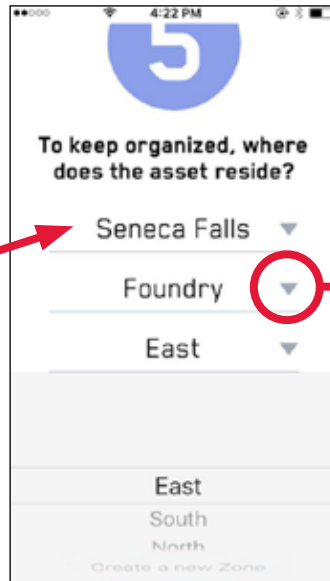 4:22 PM
5
To keep organized, where
does the asset reside?
Seneca Falls
Foundry
East
East
South
North
Create a new Zone